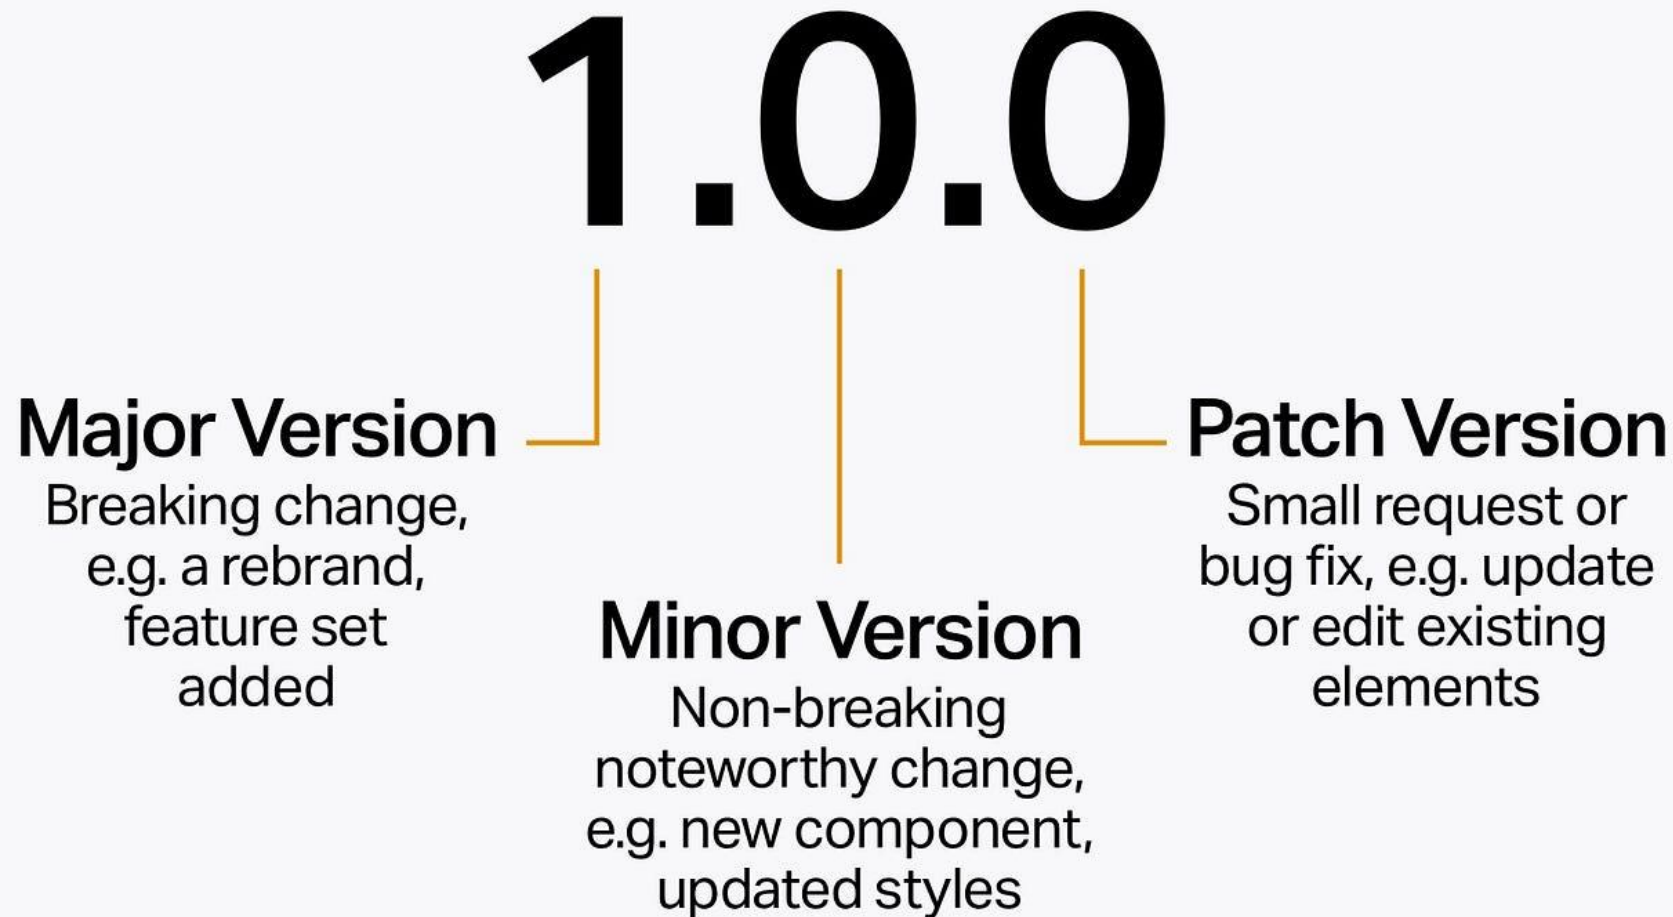 1.0.0
Major Version
Breaking change,
e.g. a rebrand,
feature set
added
Minor Version
Non-breaking
noteworthy change,
e.g. new component,
updated styles
Patch Version
Small request or
bug fix, e.g. update
or edit existing
elements